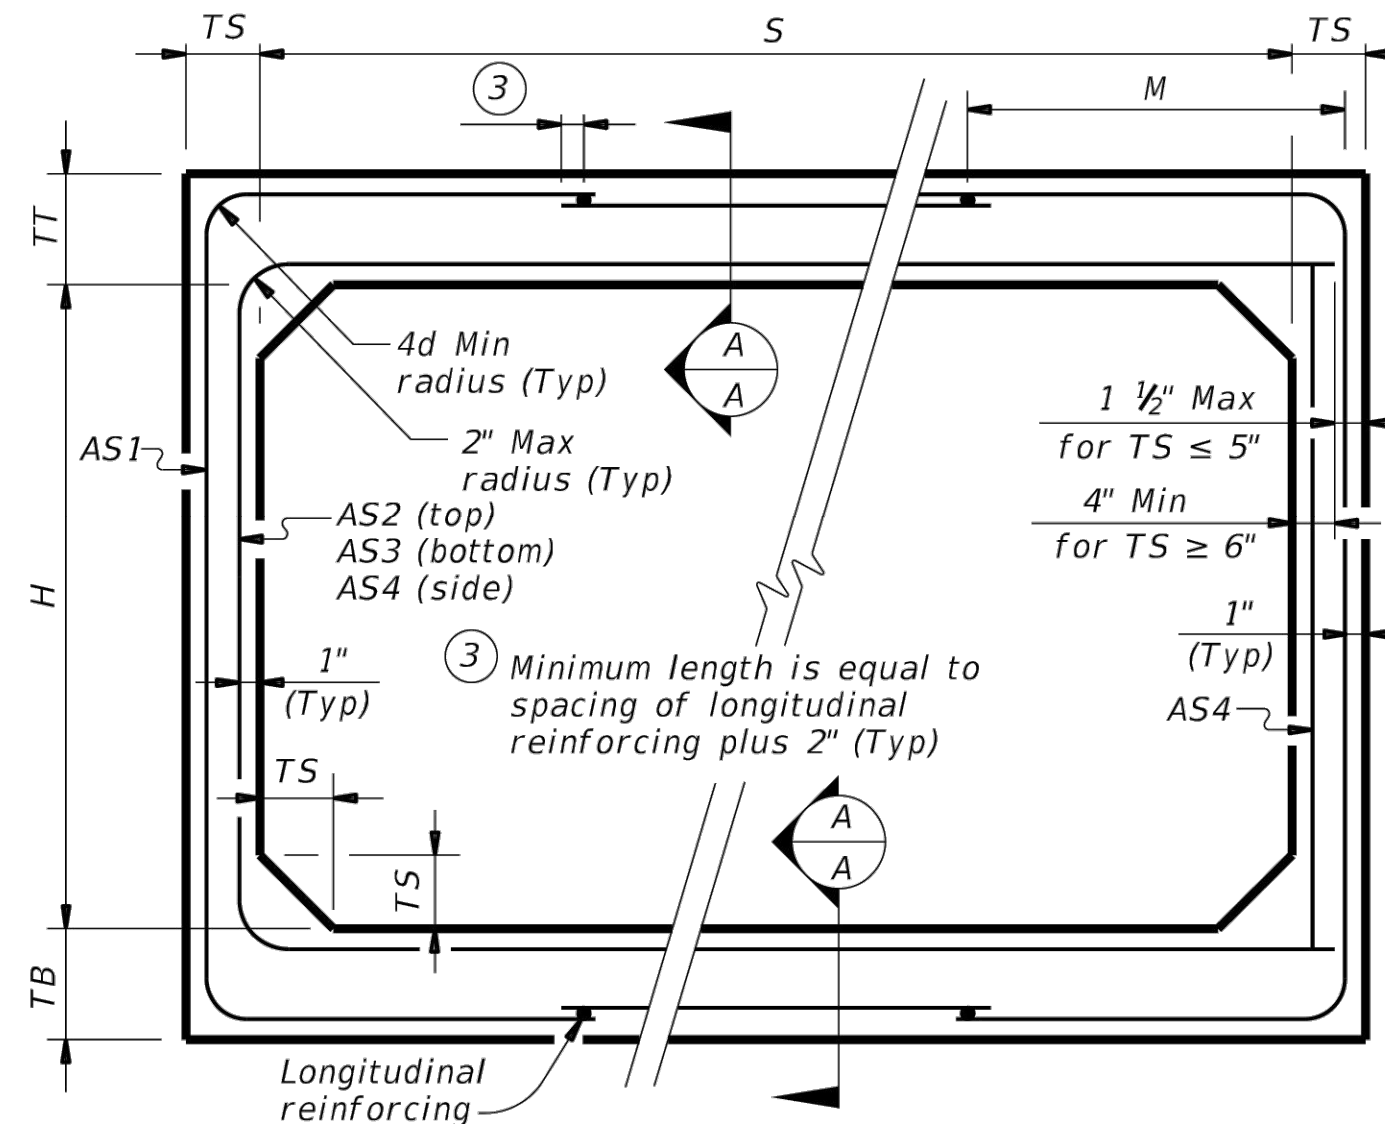 TS
S
TS
3
M
TT
4d Min
radius (Typ)
A
A
1 ½" Max
for TS ≤ 5"
AS1
2" Max
radius (Typ)
4" Min
for TS ≥ 6"
AS2 (top)
AS3 (bottom)
AS4 (side)
H
1"
(Typ)
1"
(Typ)
3
Minimum length is equal to
spacing of longitudinal
reinforcing plus 2" (Typ)
AS4
TS
TS
A
A
TB
Longitudinal
reinforcing